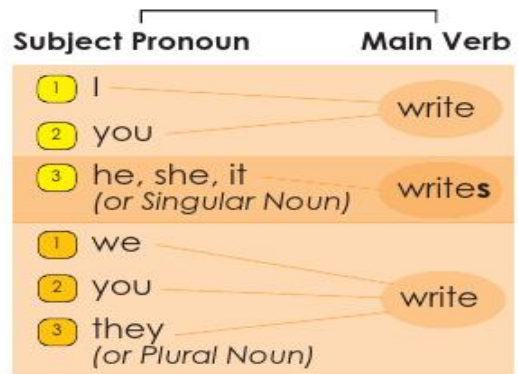 Subject Pronoun Main Verb
1 I
write
2 you
3 he, she, it writes
(or Singular Noun)
1 we
2 you write
3 they
(or Plural Noun)